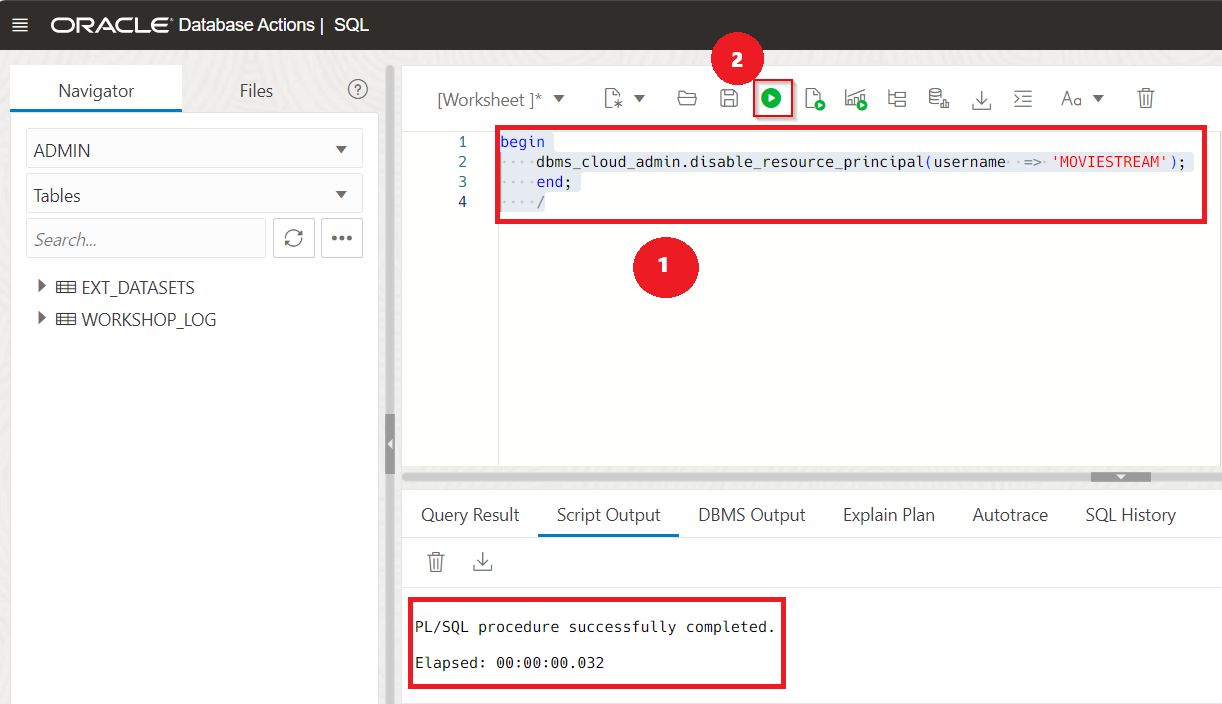 ORACLE Database Actions | SQL
2
Navigator
Files
?
[Worksheet ]*
Aa
ADMIN
Tables
Search...
EXT_DATASETS
WORKSHOP_LOG
1 begin
2 ····dbms_cloud_admin.disable_resource_principal(username ·=>·'MOVIESTREAM');
3 ····end;
4 ····/
1
Query Result
Script Output
DBMS Output
Explain Plan
Autotrace
SQL History
PL/SQL procedure successfully completed.
Elapsed: 00:00:00.032